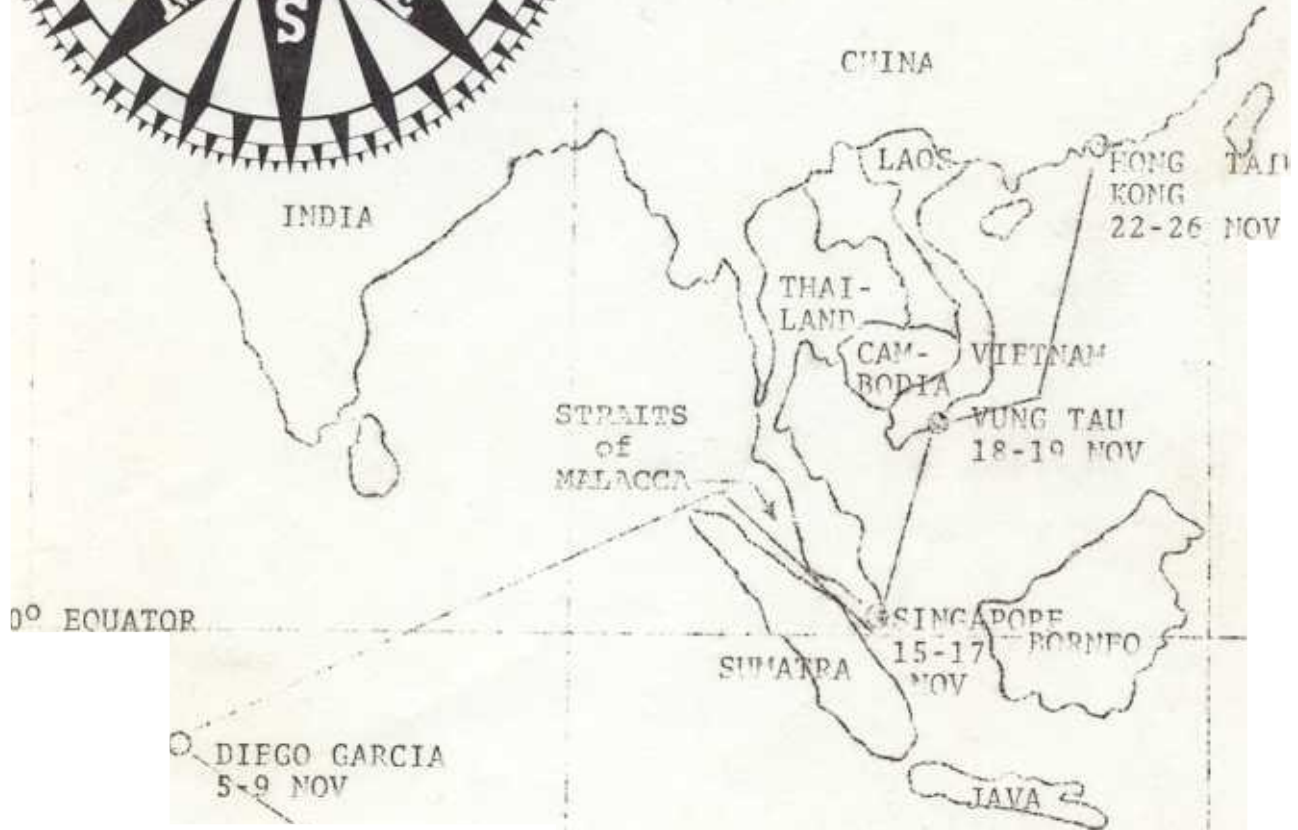 S
CHINA
LAOS
HONG
KONG
22-26 NOV
INDIA
THAI-
LAND
CAM-
BODIA
VIETNAM
STRAITS
of
MALACCA
VUNG TAU
18-19 NOV
0° EQUATOR
SINGAPORE
15-17
NOV
BORNEO
SUMATRA
DIEGO GARCIA
5-9 NOV
JAVA